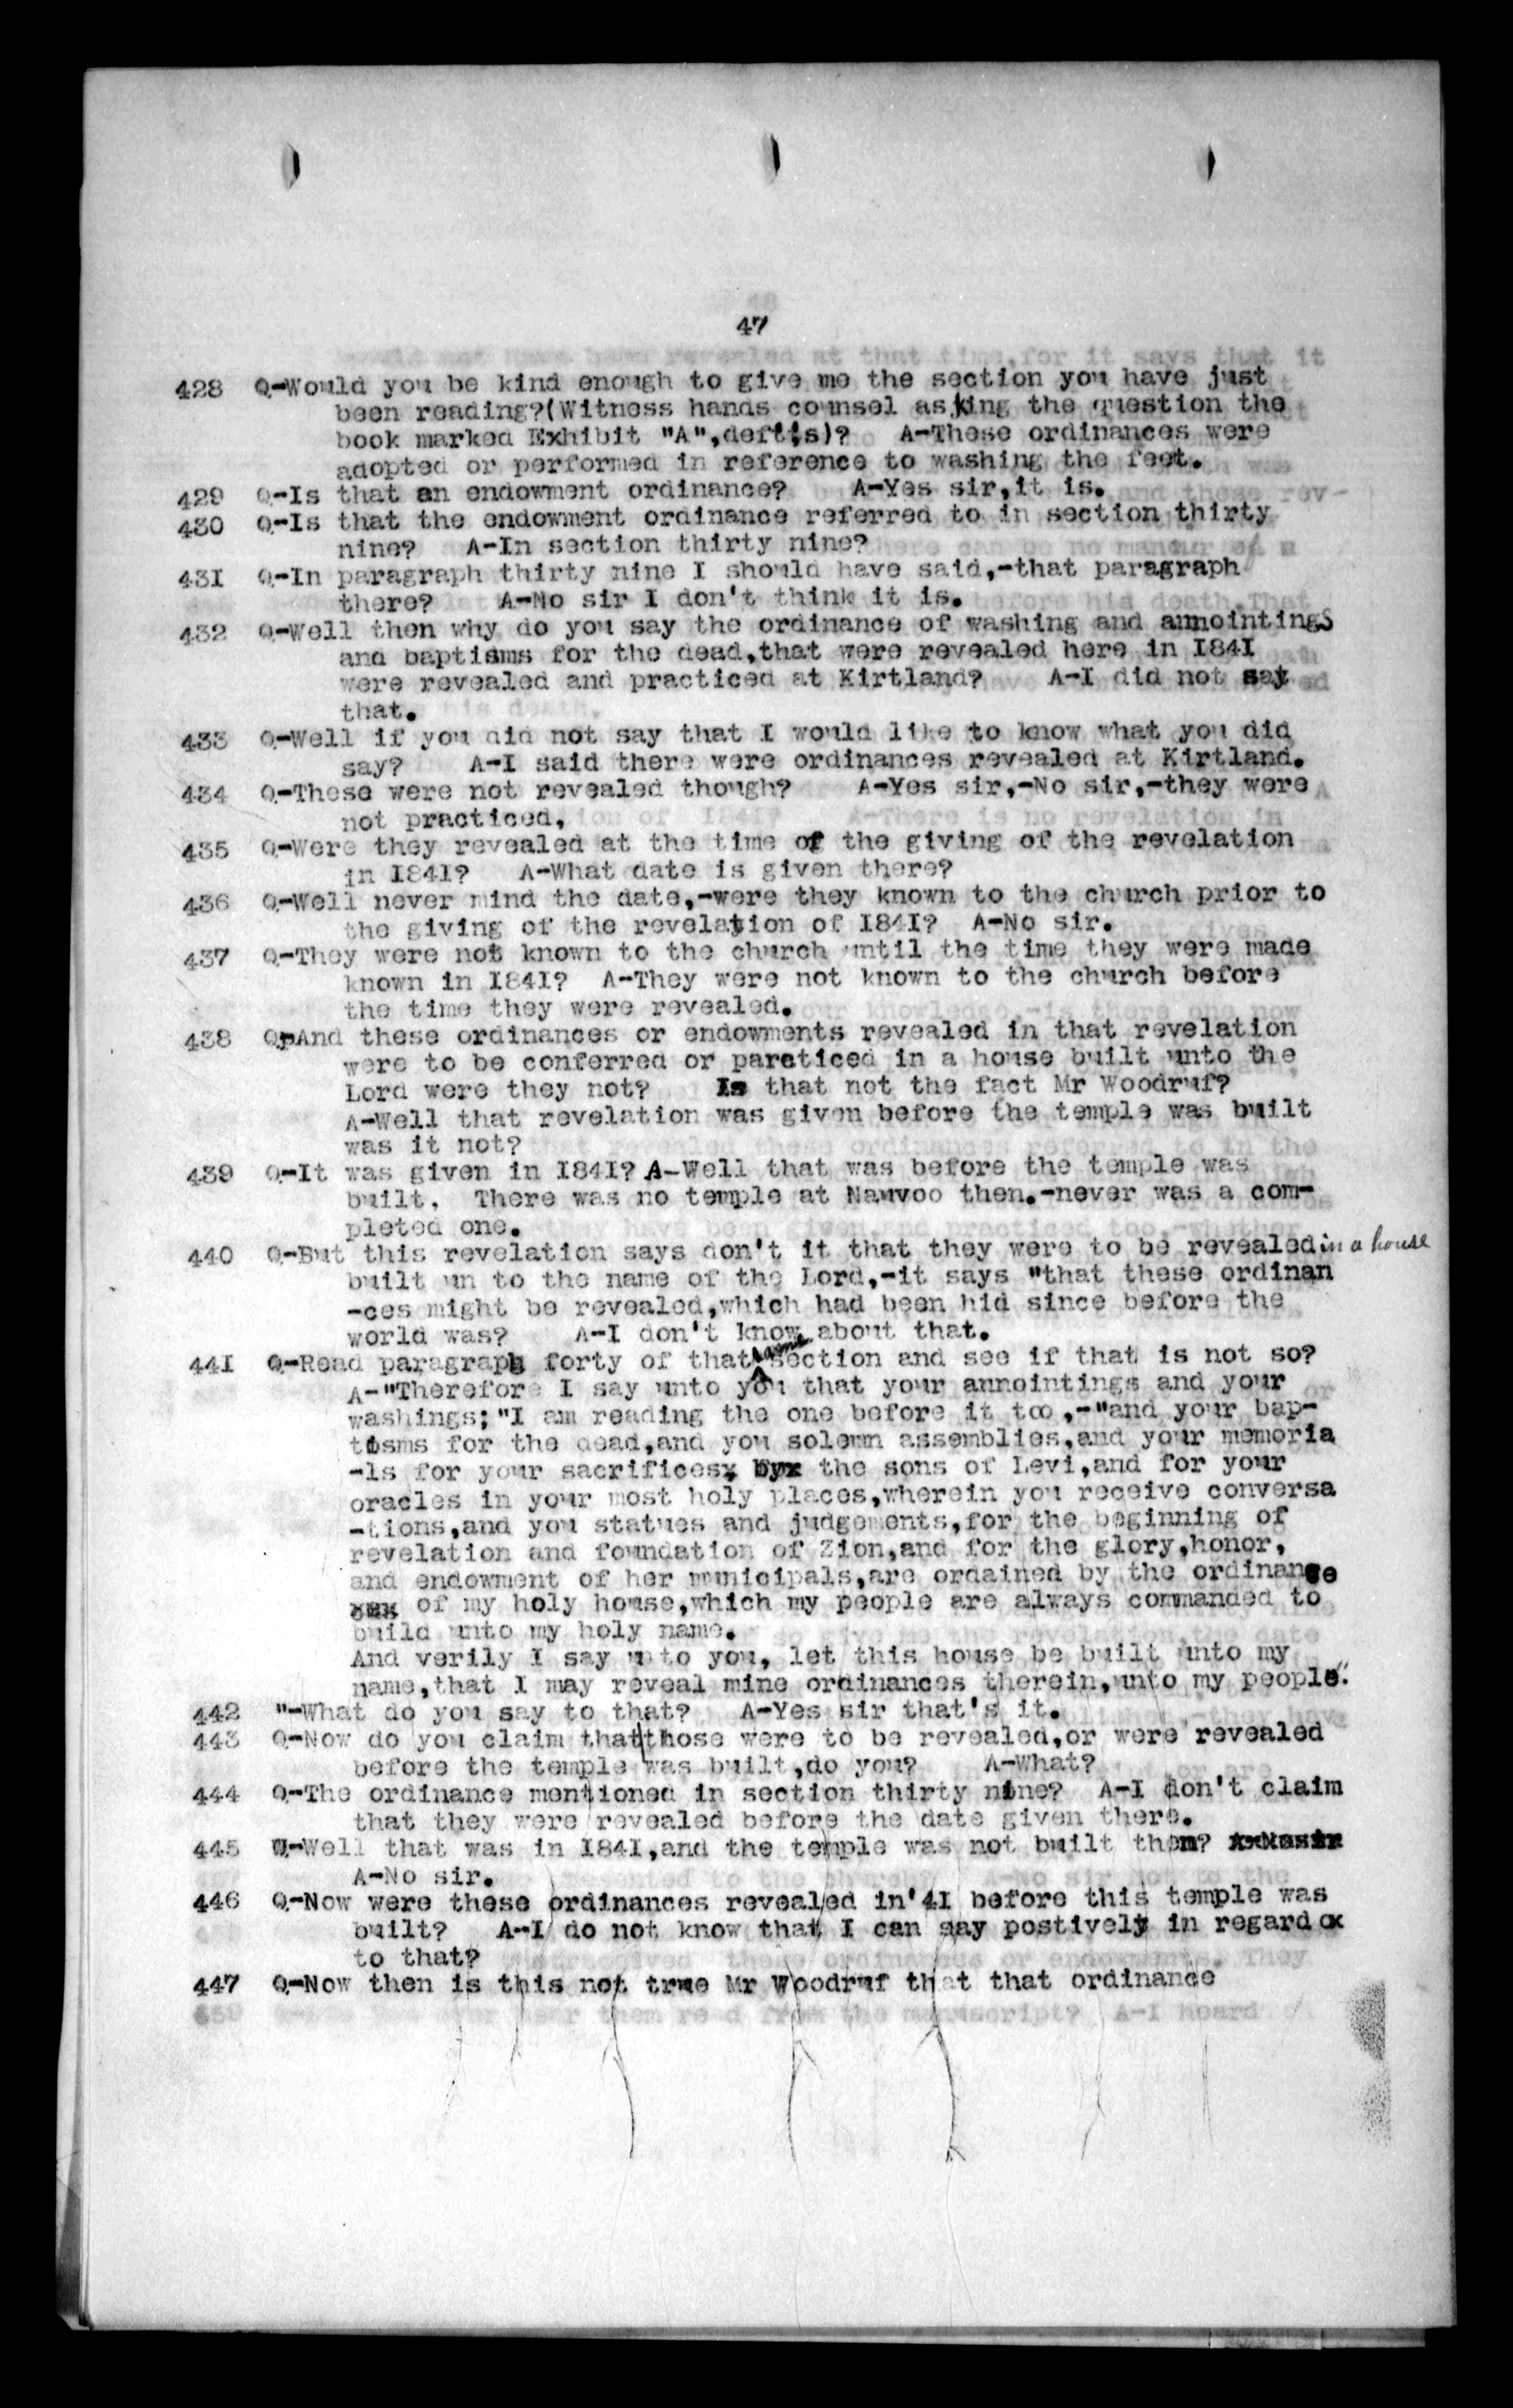 47
428 Q-Would you be kind enough to give me the section you have just
been reading?(Witness hands counsel asking the question the
book marked Exhibit "A",deft's)? A-These ordinances were
adopted or performed in reference to washing the feet.
429 Q-Is that an endowment ordinance? A-Yes sir,it is.
430 Q-Is that the endowment ordinance referred to in section thirty
nine? A-In section thirty nine?
431 Q-In paragraph thirty nine I should have said,-that paragraph
there? A-No sir I don't think it is.
432 Q-Well then why do you say the ordinance of washing and annointings
and baptisms for the dead,that were revealed here in I84I
were revealed and practiced at Kirtland? A-I did not say
that.
433 Q-Well if you did not say that I would like to know what you did
say? A-I said there were ordinances revealed at Kirtland.
434 Q-These were not revealed though? A-Yes sir,-No sir,-they were
not practiced.
435 Q-Were they revealed at the time of the giving of the revelation
in I84I? A-What date is given there?
436 Q-Well never mind the date,-were they known to the church prior to
the giving of the revelation of I84I? A-No sir.
437 Q-They were not known to the church until the time they were made
known in I84I? A-They were not known to the church before
the time they were revealed.
438 Q-And these ordinances or endowments revealed in that revelation
were to be conferred or parcticed in a house built unto the
Lord were they not? Is that not the fact Mr Woodruf?
A-Well that revelation was given before the temple was built
was it not?
439 Q-It was given in I84I? A-Well that was before the temple was
built. There was no temple at Nauvoo then.-never was a com-
pleted one.
440 Q-But this revelation says don't it that they were to be revealed in a house
built un to the name of the Lord,-it says "that these ordinan
-ces might be revealed,which had been hid since before the
world was? A-I don't know about that.
44I Q-Read paragraph forty of that same section and see if that is not so?
A-"Therefore I say unto you that your annointings and your
washings;"I am reading the one before it too,-"and your bap-
tisms for the dead,and you solemn assemblies,and your memoria
-ls for your sacrifices, by the sons of Levi,and for your
oracles in your most holy places,wherein you receive conversa
-tions,and you statues and judgements,for the beginning of
revelation and foundation of Zion,and for the glory,honor,
and endowment of her municipals,are ordained by the ordinance
of my holy house,which my people are always commanded to
build unto my holy name.
And verily I say unto you, let this house be built unto my
name,that I may reveal mine ordinances therein,unto my people."
442 "-What do you say to that? A-Yes sir that's it.
443 Q-Now do you claim that those were to be revealed,or were revealed
before the temple was built,do you? A-What?
444 Q-The ordinance mentioned in section thirty nine? A-I don't claim
that they were revealed before the date given there.
445 Q-Well that was in I84I,and the temple was not built then?
A-No sir.
446 Q-Now were these ordinances revealed in'4I before this temple was
built? A-I do not know that I can say postively in regard
to that?
447 Q-Now then is this not true Mr Woodruf that that ordinance